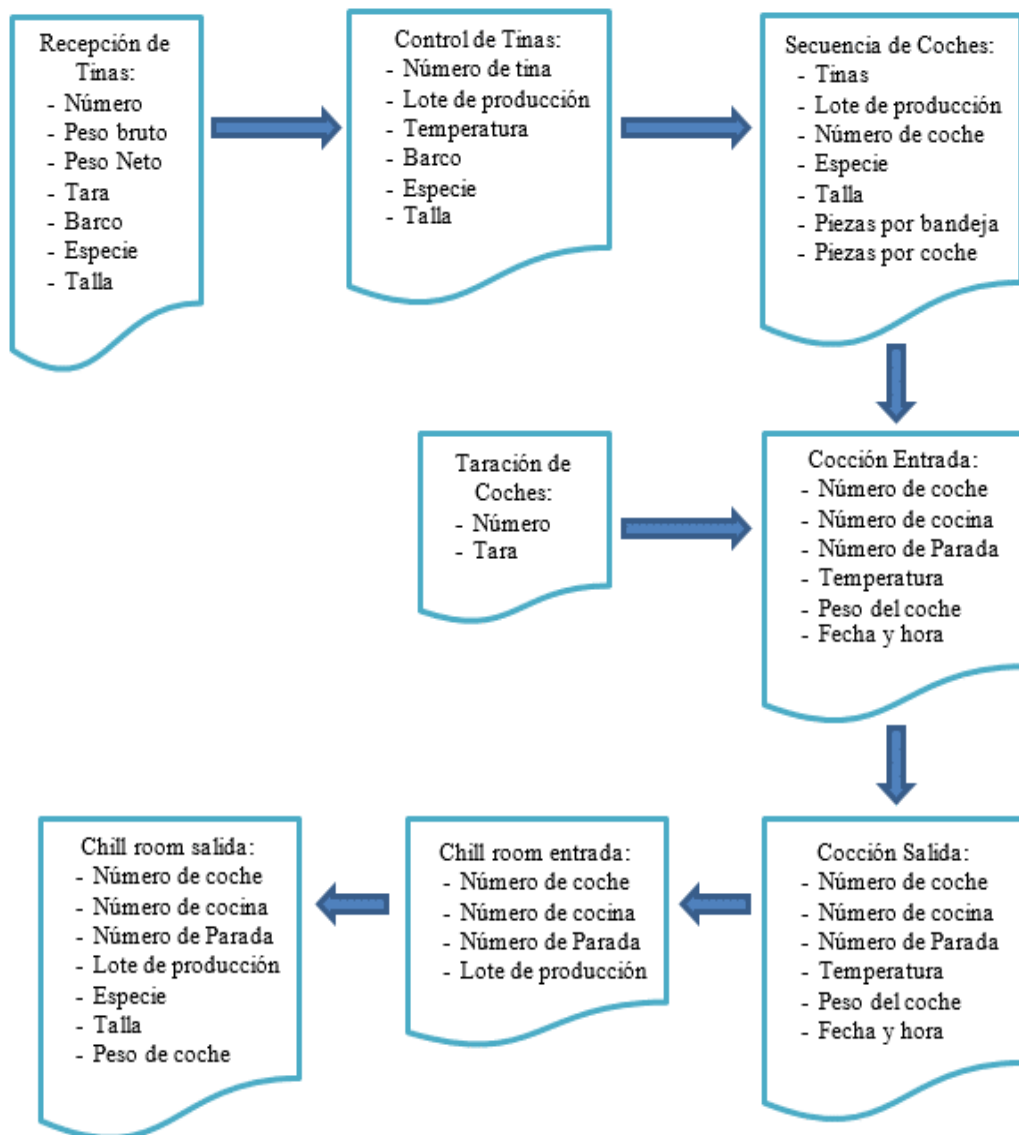 Recepción de
Tinas:
- Número
- Peso bruto
- Peso Neto
- Tara
- Barco
- Especie
- Talla
Control de Tinas:
- Número de tina
- Lote de producción
- Temperatura
- Barco
- Especie
- Talla
Secuencia de Coches:
- Tinas
- Lote de producción
- Número de coche
- Especie
- Talla
- Piezas por bandeja
- Piezas por coche
Taración de
Coches:
- Número
- Tara
Cocción Entrada:
- Número de coche
- Número de cocina
- Número de Parada
- Temperatura
- Peso del coche
- Fecha y hora
Cocción Salida:
- Número de coche
- Número de cocina
- Número de Parada
- Temperatura
- Peso del coche
- Fecha y hora
Chill room entrada:
- Número de coche
- Número de cocina
- Número de Parada
- Lote de producción
Chill room salida:
- Número de coche
- Número de cocina
- Número de Parada
- Lote de producción
- Especie
- Talla
- Peso de coche